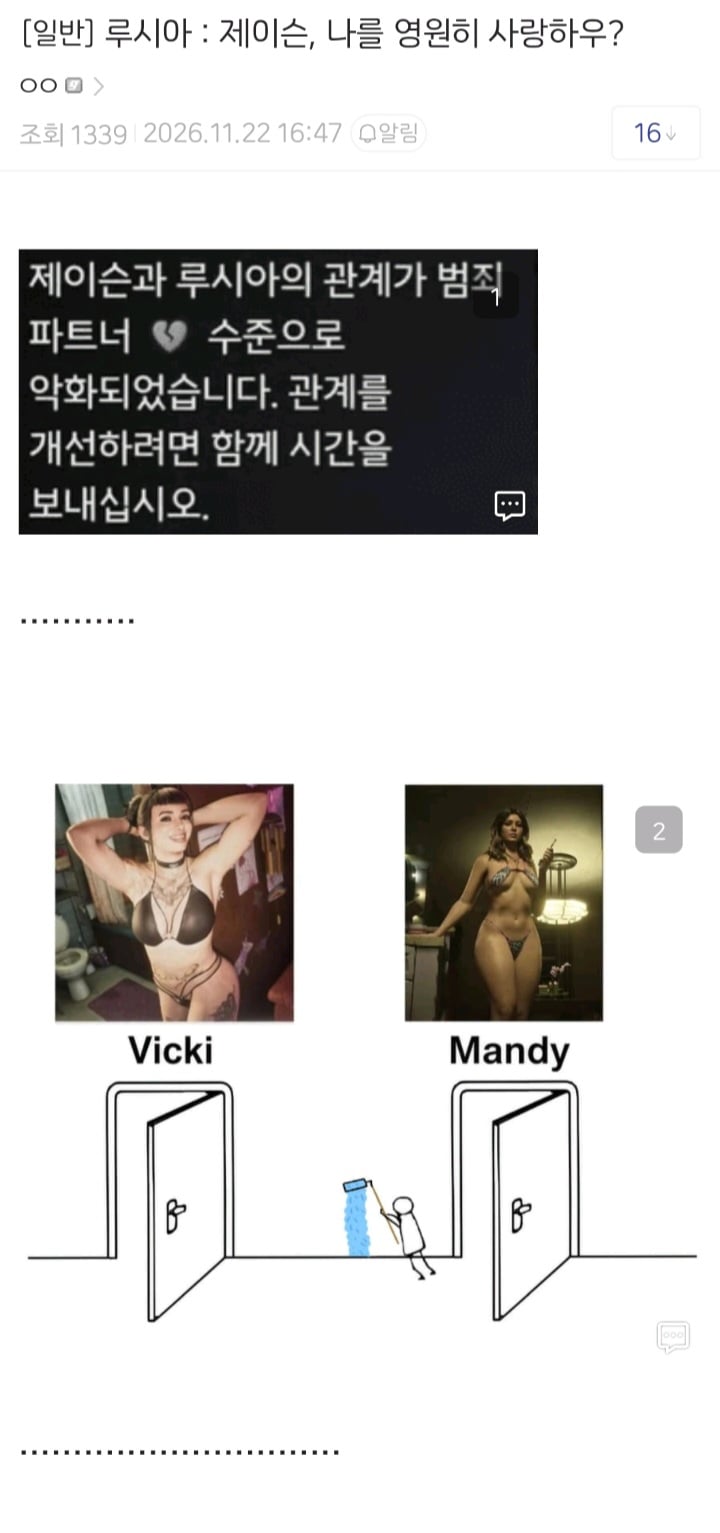 [일반] 루시아 : 제이슨, 나를 영원히 사랑하우?
ㅇㅇ
조회 1339 2026.11.22 16:47 알림
16↓
제이슨과 루시아의 관계가 범죄
1
파트너 💔 수준으로
악화되었습니다. 관계를
개선하려면 함께 시간을
보내십시오.
...........
2
Vicki Mandy
..............................